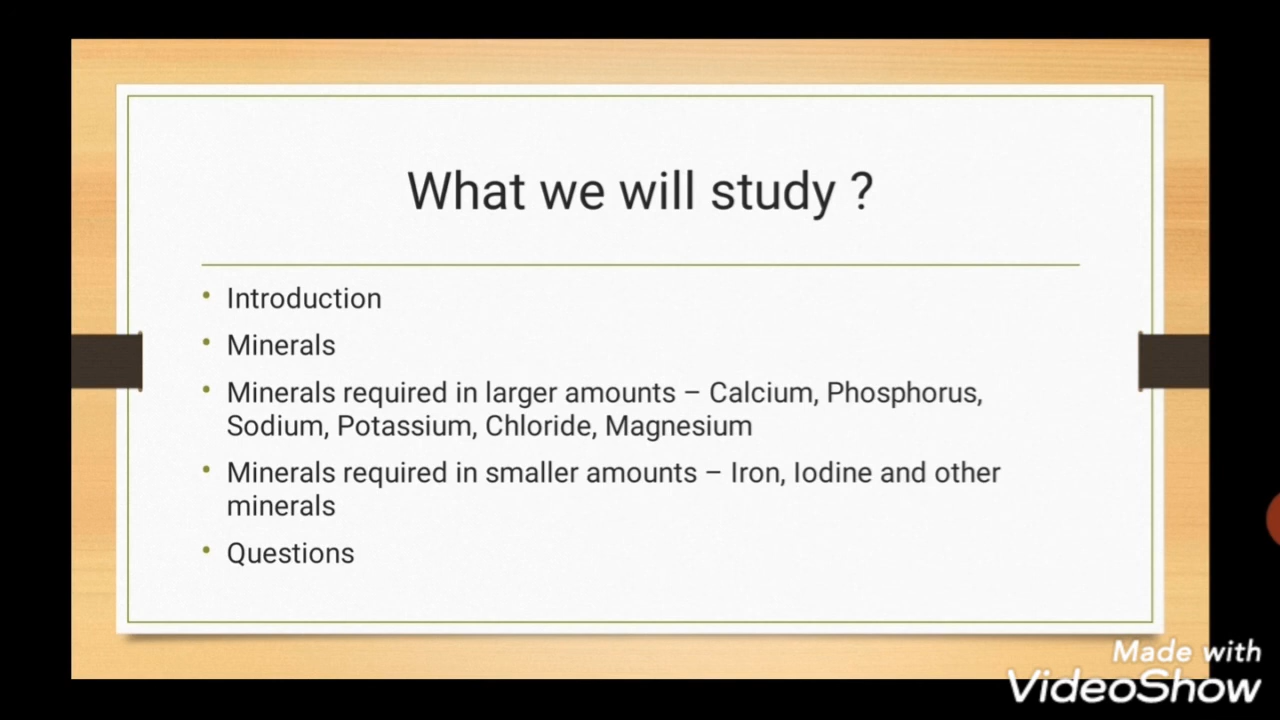 What we will study ?
• Introduction
• Minerals
• Minerals required in larger amounts – Calcium, Phosphorus,
Sodium, Potassium, Chloride, Magnesium
• Minerals required in smaller amounts – Iron, Iodine and other
minerals
• Questions
Made with
VideoShow